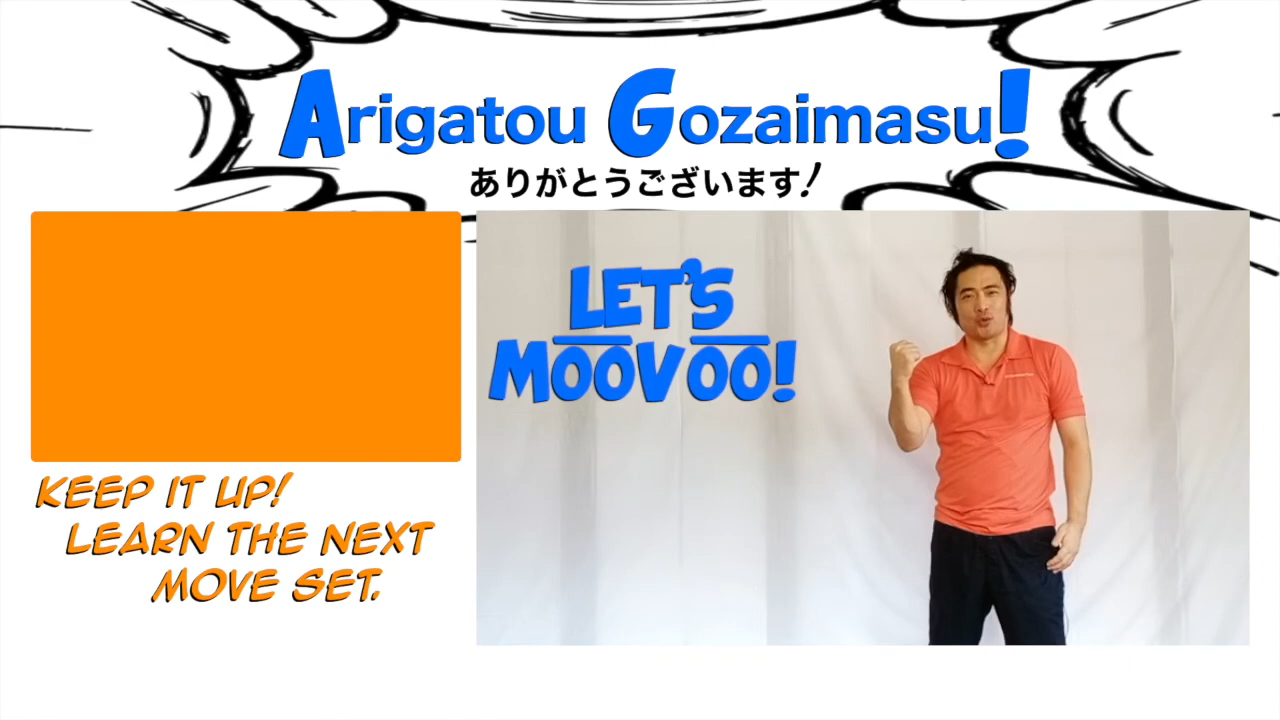 Arigatou Gozaimasu!
ありがとうございます!
LET'S
MOOVOO!
KEEP IT UP!
LEARN THE NEXT
MOVE SET.